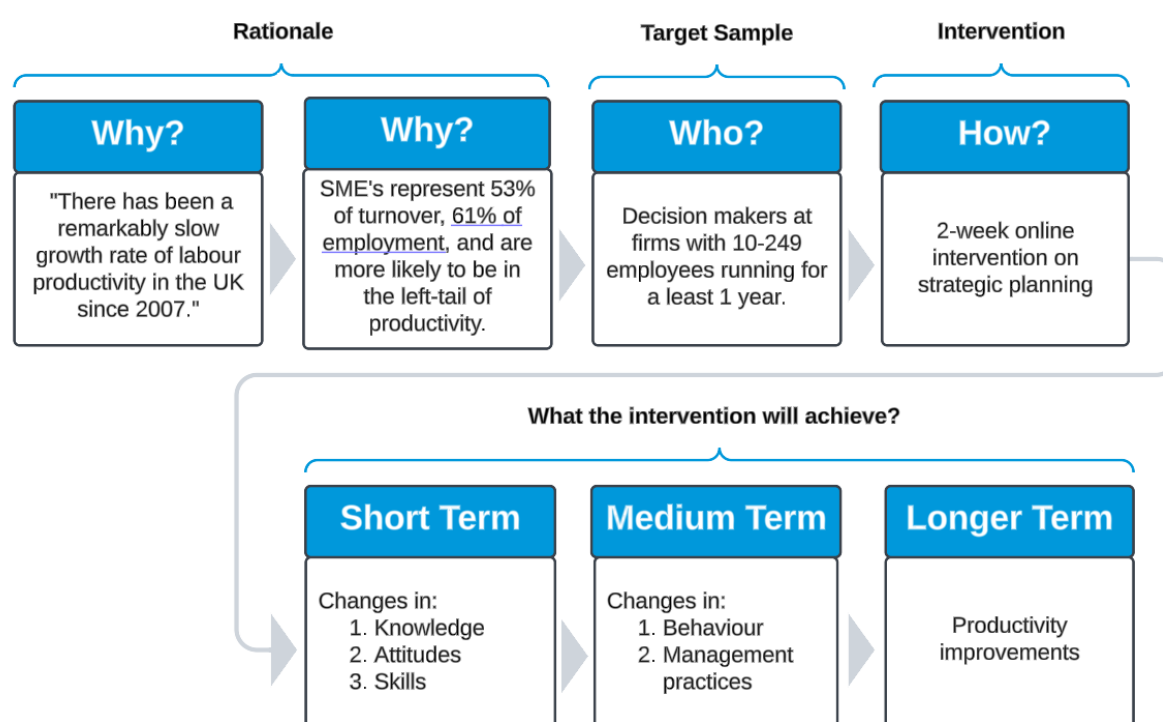 Rationale
Target Sample
Intervention
Why?
"There has been a
remarkably slow
growth rate of labour
productivity in the UK
since 2007."
Why?
SME's represent 53%
of turnover, 61% of
employment, and are
more likely to be in
the left-tail of
productivity.
Who?
Decision makers at
firms with 10-249
employees running for
a least 1 year.
How?
2-week online
intervention on
strategic planning
What the intervention will achieve?
Short Term
Changes in:
1. Knowledge
2. Attitudes
3. Skills
Medium Term
Changes in:
1. Behaviour
2. Management
practices
Longer Term
Productivity
improvements